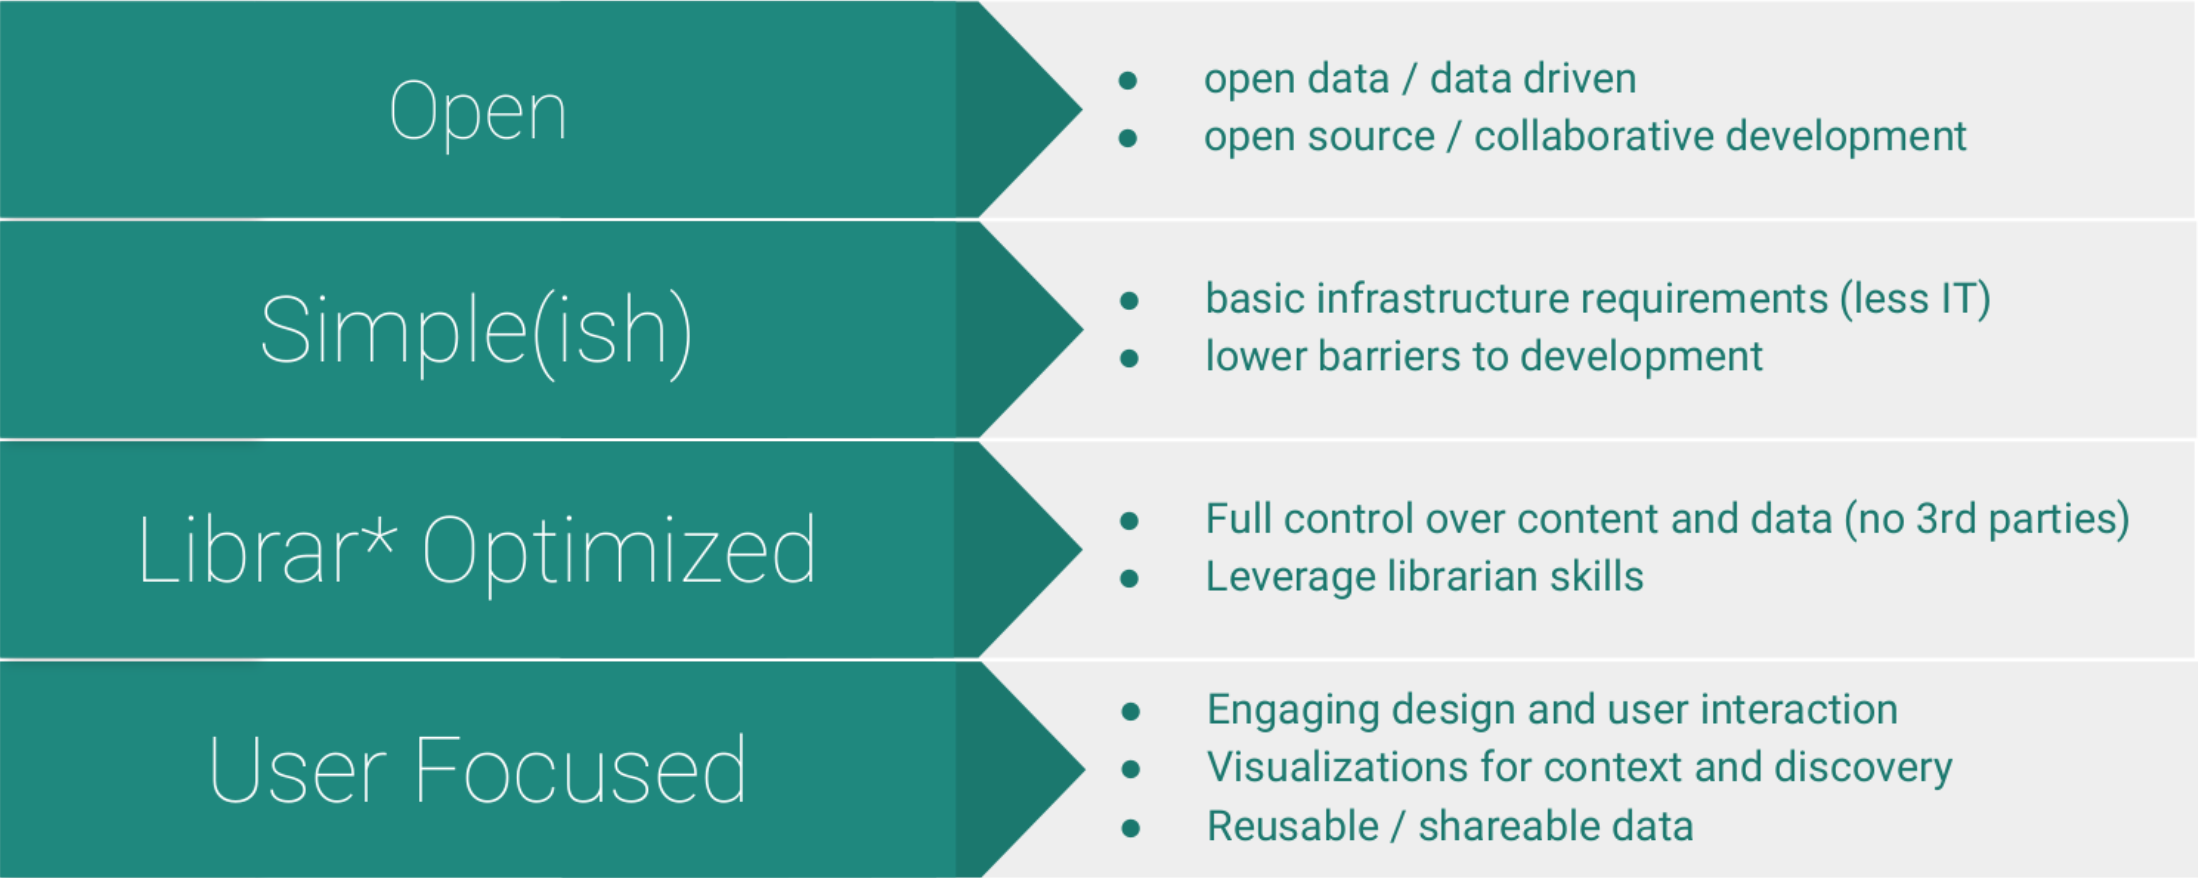 Open
● open data / data driven
● open source / collaborative development
Simple(ish)
● basic infrastructure requirements (less IT)
● lower barriers to development
Librar* Optimized
● Full control over content and data (no 3rd parties)
● Leverage librarian skills
User Focused
● Engaging design and user interaction
● Visualizations for context and discovery
● Reusable / shareable data